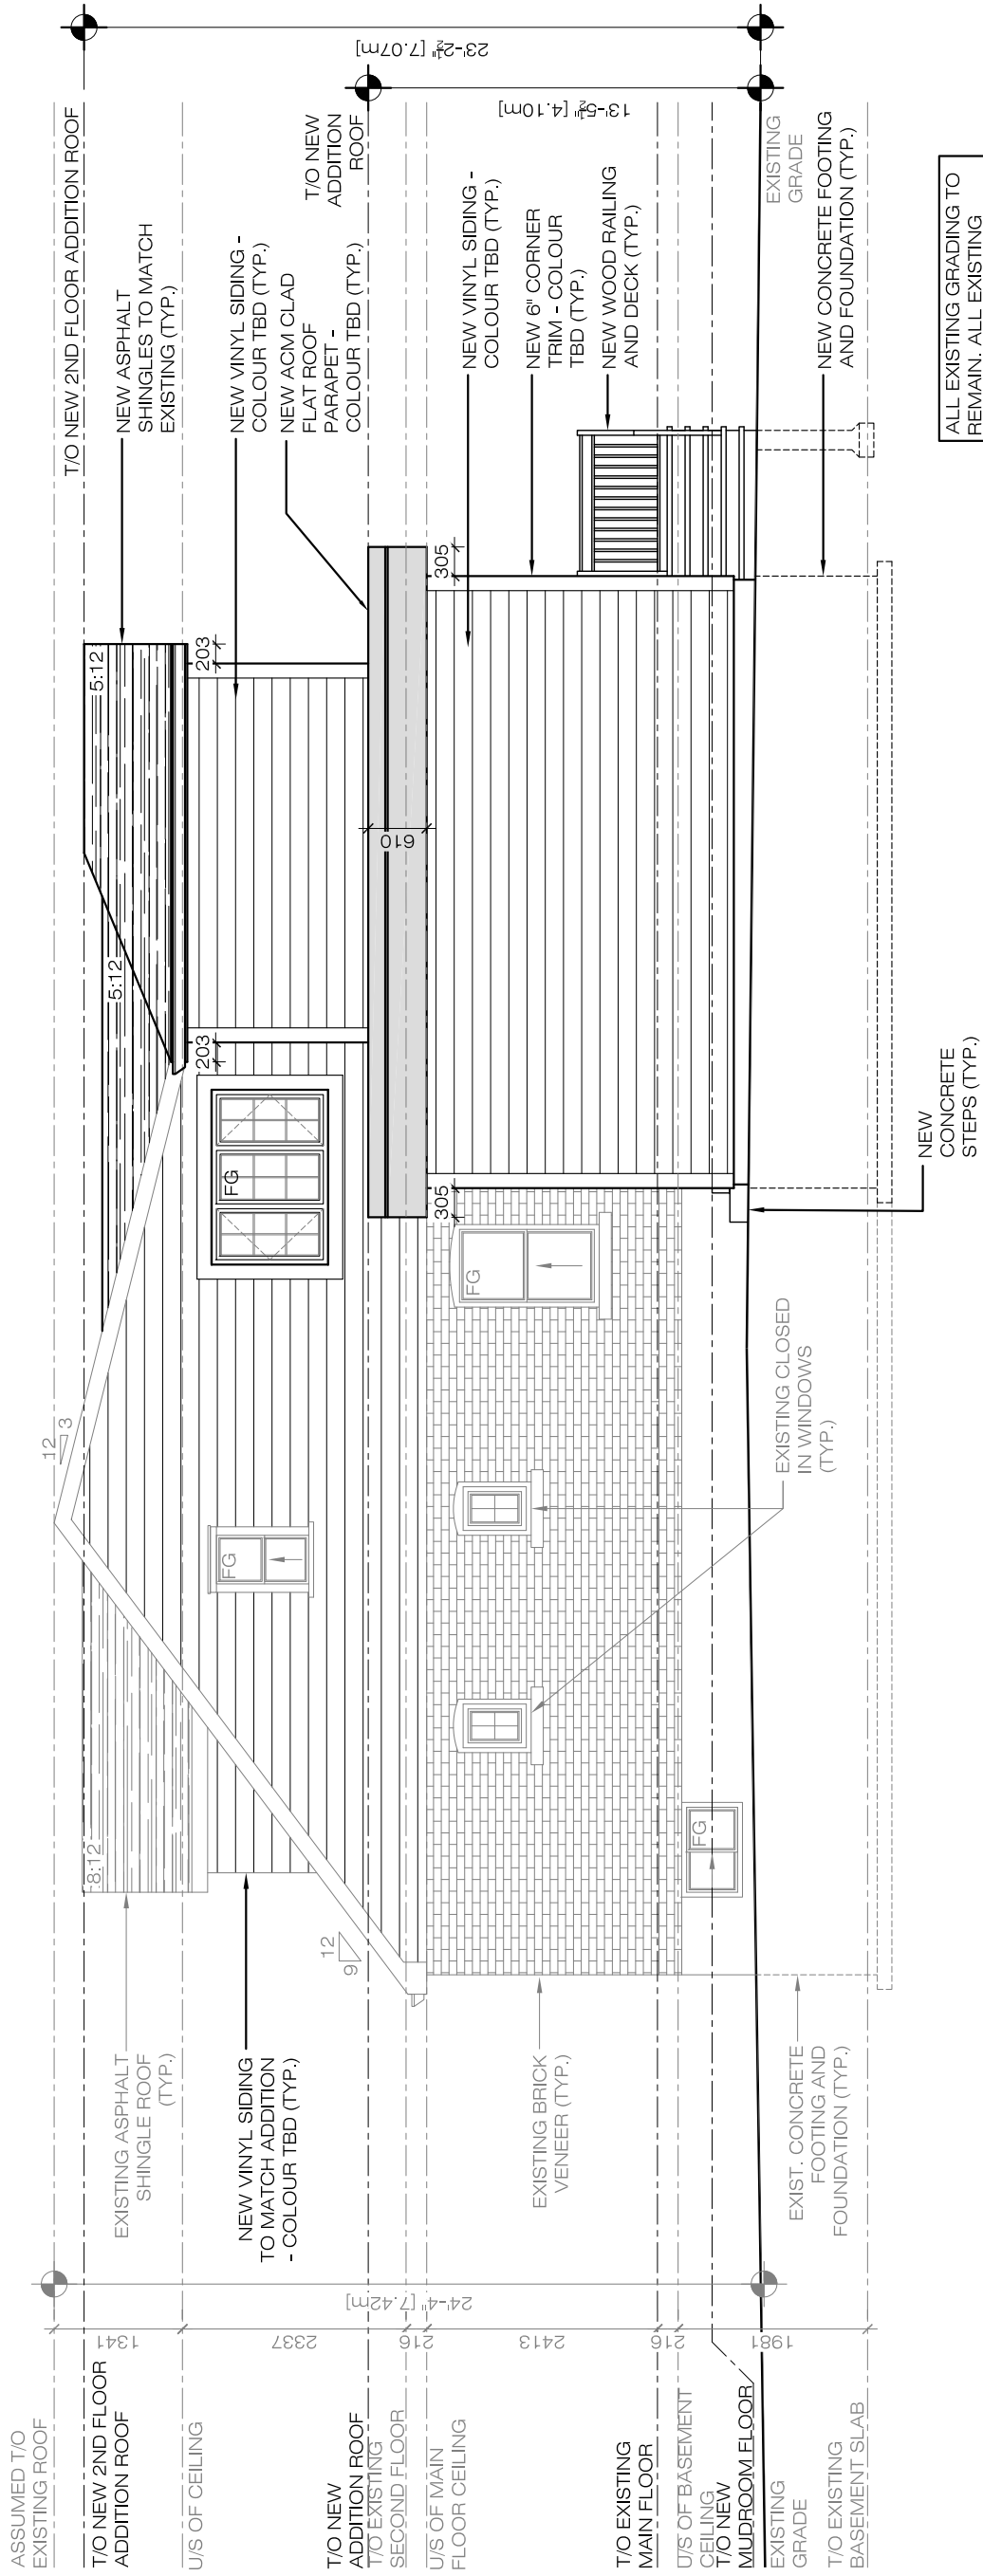 ASSUMED T/O
EXISTING ROOF
T/O NEW 2ND FLOOR
ADDITION ROOF
U/S OF CEILING
T/O NEW
ADDITION ROOF
T/O EXISTING
SECOND FLOOR
U/S OF MAIN
FLOOR CEILING
T/O EXISTING
MAIN FLOOR
U/S OF BASEMENT
CEILING
T/O NEW
MUDROOM FLOOR
EXISTING
GRADE
T/O EXISTING
BASEMENT SLAB
1341
2337
216
2413
216
1981
24'-4" [7.42m]
EXISTING ASPHALT
SHINGLE ROOF
(TYP.)
NEW VINYL SIDING
TO MATCH ADDITION
- COLOUR TBD (TYP.)
EXISTING BRICK
VENEER (TYP.)
EXIST. CONCRETE
FOOTING AND
FOUNDATION (TYP.)
12
9
8:12
12
3
FG
FG
FG
FG
EXISTING CLOSED
IN WINDOWS
(TYP.)
NEW
CONCRETE
STEPS (TYP.)
5:12
5:12
203
203
305
305
610
T/O NEW 2ND FLOOR ADDITION ROOF
NEW ASPHALT
SHINGLES TO MATCH
EXISTING (TYP.)
NEW VINYL SIDING -
COLOUR TBD (TYP.)
NEW ACM CLAD
FLAT ROOF
PARAPET -
COLOUR TBD (TYP.)
T/O NEW
ADDITION
ROOF
NEW VINYL SIDING -
COLOUR TBD (TYP.)
NEW 6" CORNER
TRIM - COLOUR
TBD (TYP.)
NEW WOOD RAILING
AND DECK (TYP.)
EXISTING
GRADE
NEW CONCRETE FOOTING
AND FOUNDATION (TYP.)
23'-2½" [7.07m]
13'-5½" [4.10m]
ALL EXISTING GRADING TO
REMAIN. ALL EXISTING